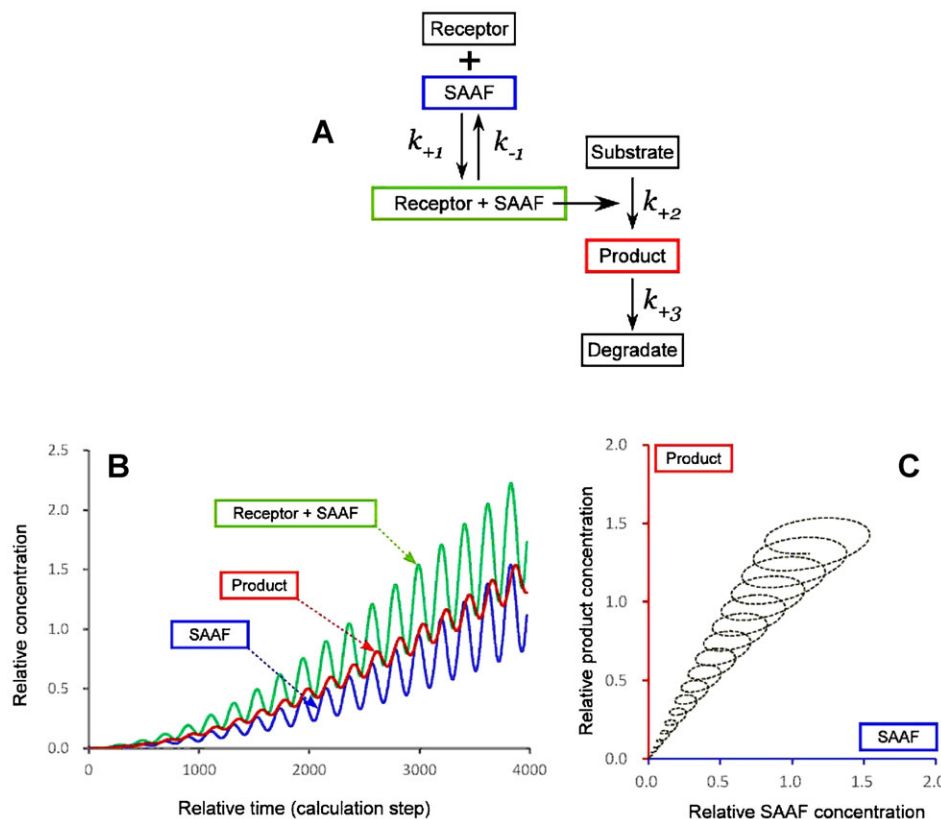 Receptor
+
SAAF
A
k+1
k-1
Substrate
Receptor + SAAF
k+2
Product
k+3
Degradate
B
2.5
2.0
1.5
1.0
0.5
0.0
Relative concentration
Receptor + SAAF
Product
SAAF
0
1000
2000
3000
4000
Relative time (calculation step)
C
2.0
1.5
1.0
0.5
0.0
Relative product concentration
Product
SAAF
0.0
0.5
1.0
1.5
2.0
Relative SAAF concentration